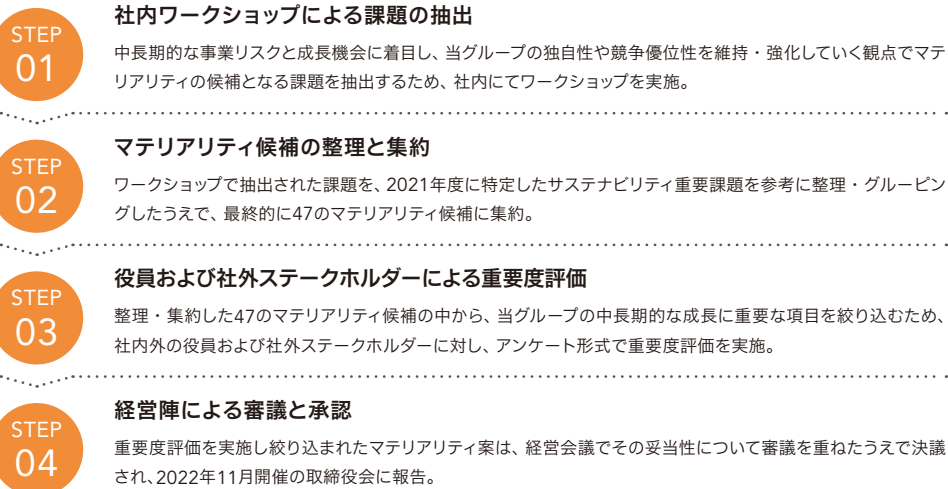 STEP
01
社内ワークショップによる課題の抽出
中長期的な事業リスクと成長機会に着目し、当グループの独自性や競争優位性を維持・強化していく観点でマテ
リアリティの候補となる課題を抽出するため、社内にてワークショップを実施。
STEP
02
マテリアリティ候補の整理と集約
ワークショップで抽出された課題を、2021年度に特定したサステナビリティ重要課題を参考に整理・グルーピン
グしたうえで、最終的に47のマテリアリティ候補に集約。
STEP
03
役員および社外ステークホルダーによる重要度評価
整理・集約した47のマテリアリティ候補の中から、当グループの中長期的な成長に重要な項目を絞り込むため、
社内外の役員および社外ステークホルダーに対し、アンケート形式で重要度評価を実施。
STEP
04
経営陣による審議と承認
重要度評価を実施し絞り込まれたマテリアリティ案は、経営会議でその妥当性について審議を重ねたうえで決議
され、2022年11月開催の取締役会に報告。